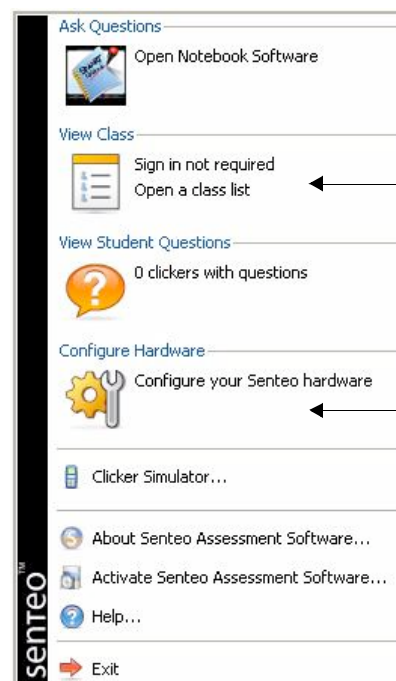 Ask Questions
Open Notebook Software
View Class
Sign in not required
Open a class list
View Student Questions
0 clickers with questions
Configure Hardware
Configure your Senteo hardware
Clicker Simulator...
About Senteo Assessment Software...
Activate Senteo Assessment Software...
Help...
Exit
senteo™